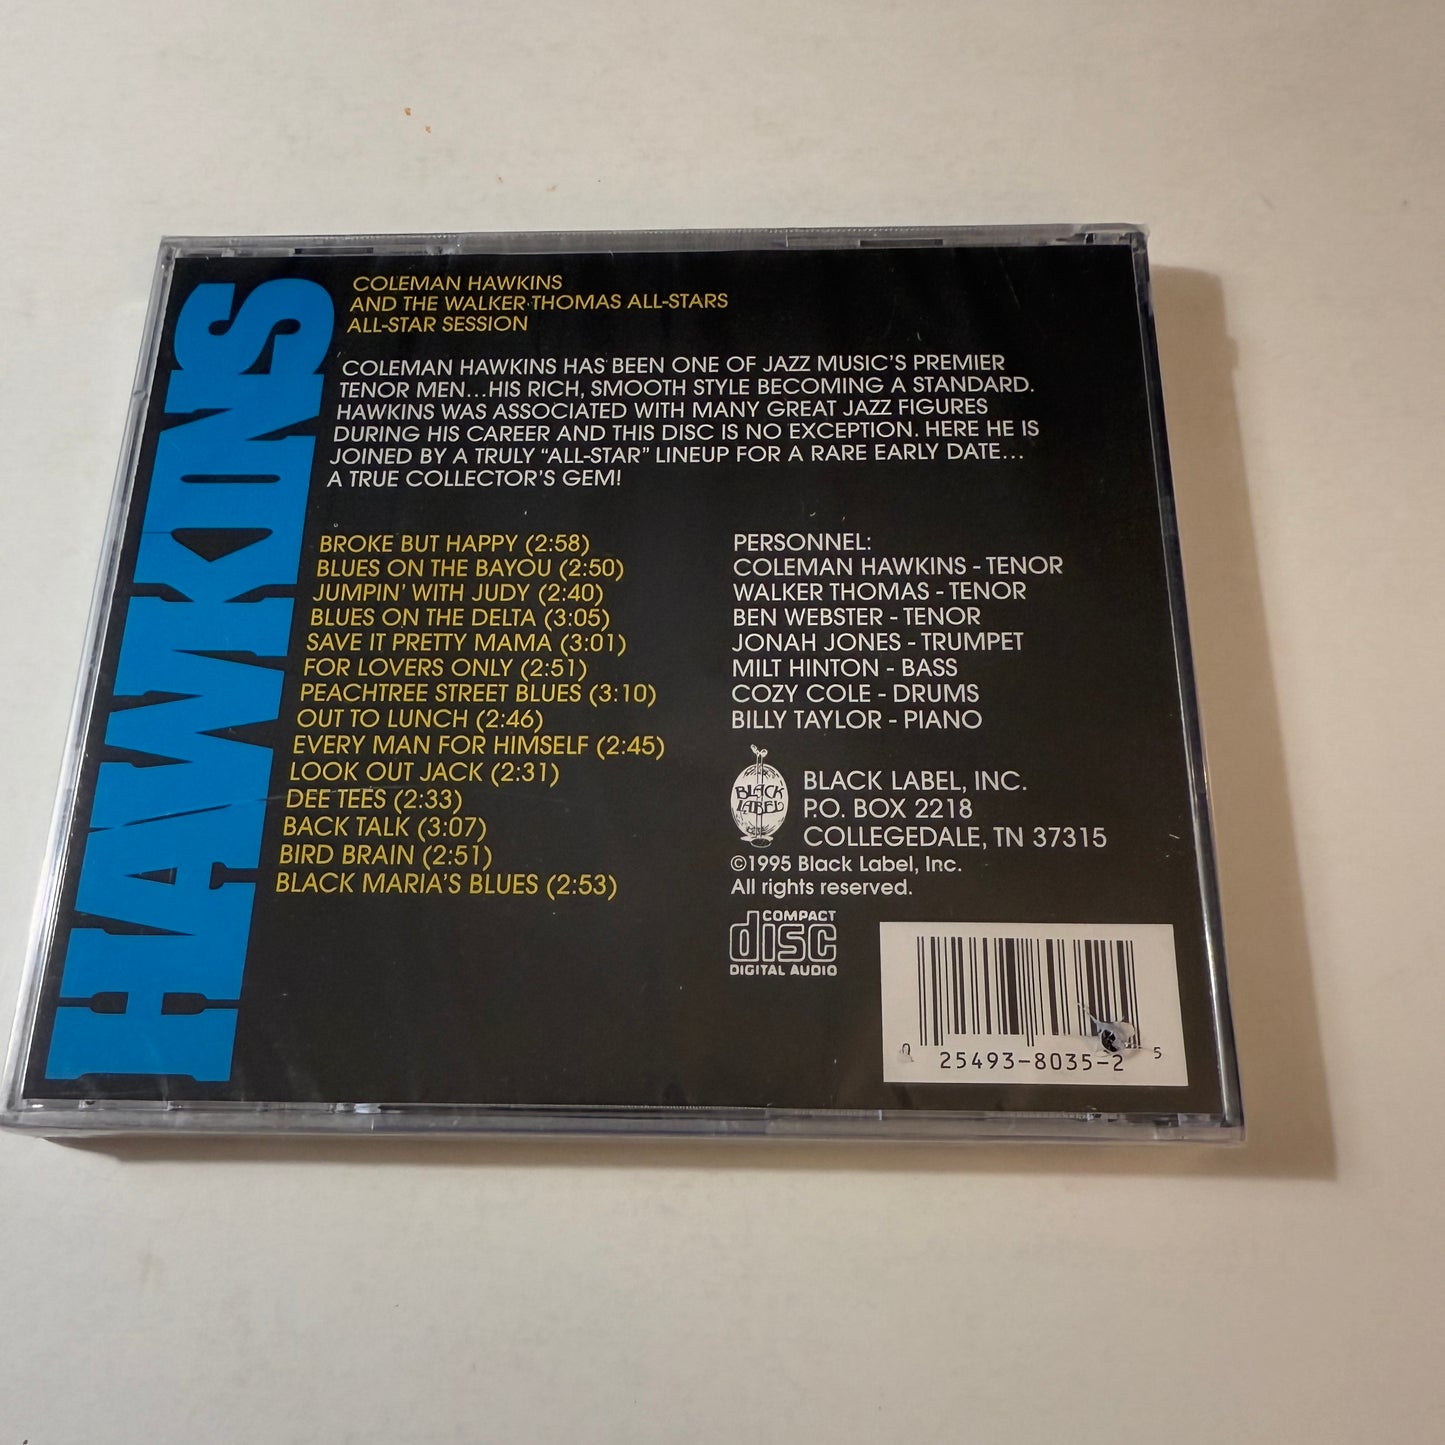 HAWKINS
COLEMAN HAWKINS
AND THE WALKER THOMAS ALL-STARS
ALL-STAR SESSION
COLEMAN HAWKINS HAS BEEN ONE OF JAZZ MUSIC'S PREMIER
TENOR MEN...HIS RICH, SMOOTH STYLE BECOMING A STANDARD.
HAWKINS WAS ASSOCIATED WITH MANY GREAT JAZZ FIGURES
DURING HIS CAREER AND THIS DISC IS NO EXCEPTION. HERE HE IS
JOINED BY A TRULY “ALL-STAR” LINEUP FOR A RARE EARLY DATE...
A TRUE COLLECTOR'S GEM!
BROKE BUT HAPPY (2:58)
BLUES ON THE BAYOU (2:50)
JUMPIN' WITH JUDY (2:40)
BLUES ON THE DELTA (3:05)
SAVE IT PRETTY MAMA (3:01)
FOR LOVERS ONLY (2:51)
PEACHTREE STREET BLUES (3:10)
OUT TO LUNCH (2:46)
EVERY MAN FOR HIMSELF (2:45)
LOOK OUT JACK (2:31)
DEE TEES (2:33)
BACK TALK (3:07)
BIRD BRAIN (2:51)
BLACK MARIA'S BLUES (2:53)
PERSONNEL:
COLEMAN HAWKINS - TENOR
WALKER THOMAS - TENOR
BEN WEBSTER - TENOR
JONAH JONES - TRUMPET
MILT HINTON - BASS
COZY COLE - DRUMS
BILLY TAYLOR - PIANO
BLACK
LABEL
BLACK LABEL, INC.
P.O. BOX 2218
COLLEGEDALE, TN 37315
©1995 Black Label, Inc.
All rights reserved.
COMPACT
disc
DIGITAL AUDIO
0 25493-8035-2 5